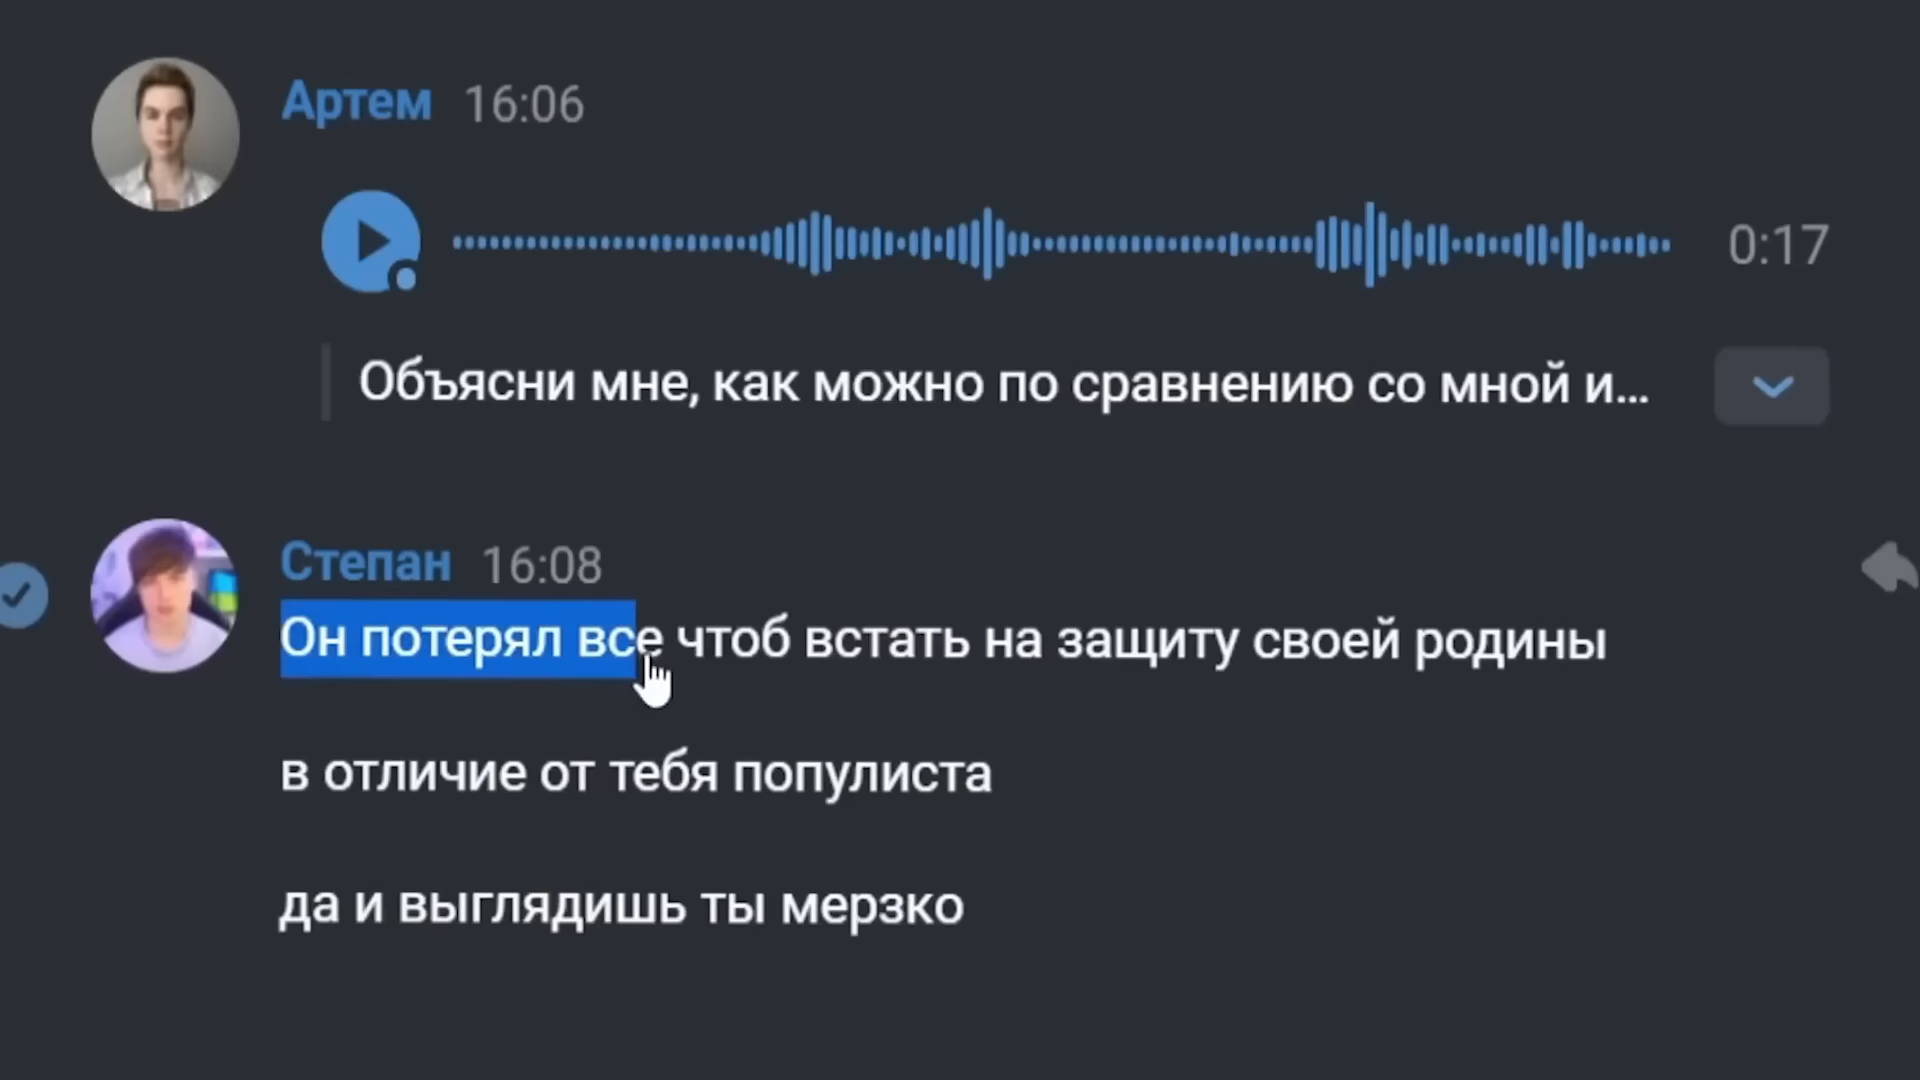 Артем 16:06
0:17
Объясни мне, как можно по сравнению со мной и...
Степан 16:08
Он потерял все чтоб встать на защиту своей родины
в отличие от тебя популиста
да и выглядишь ты мерзко